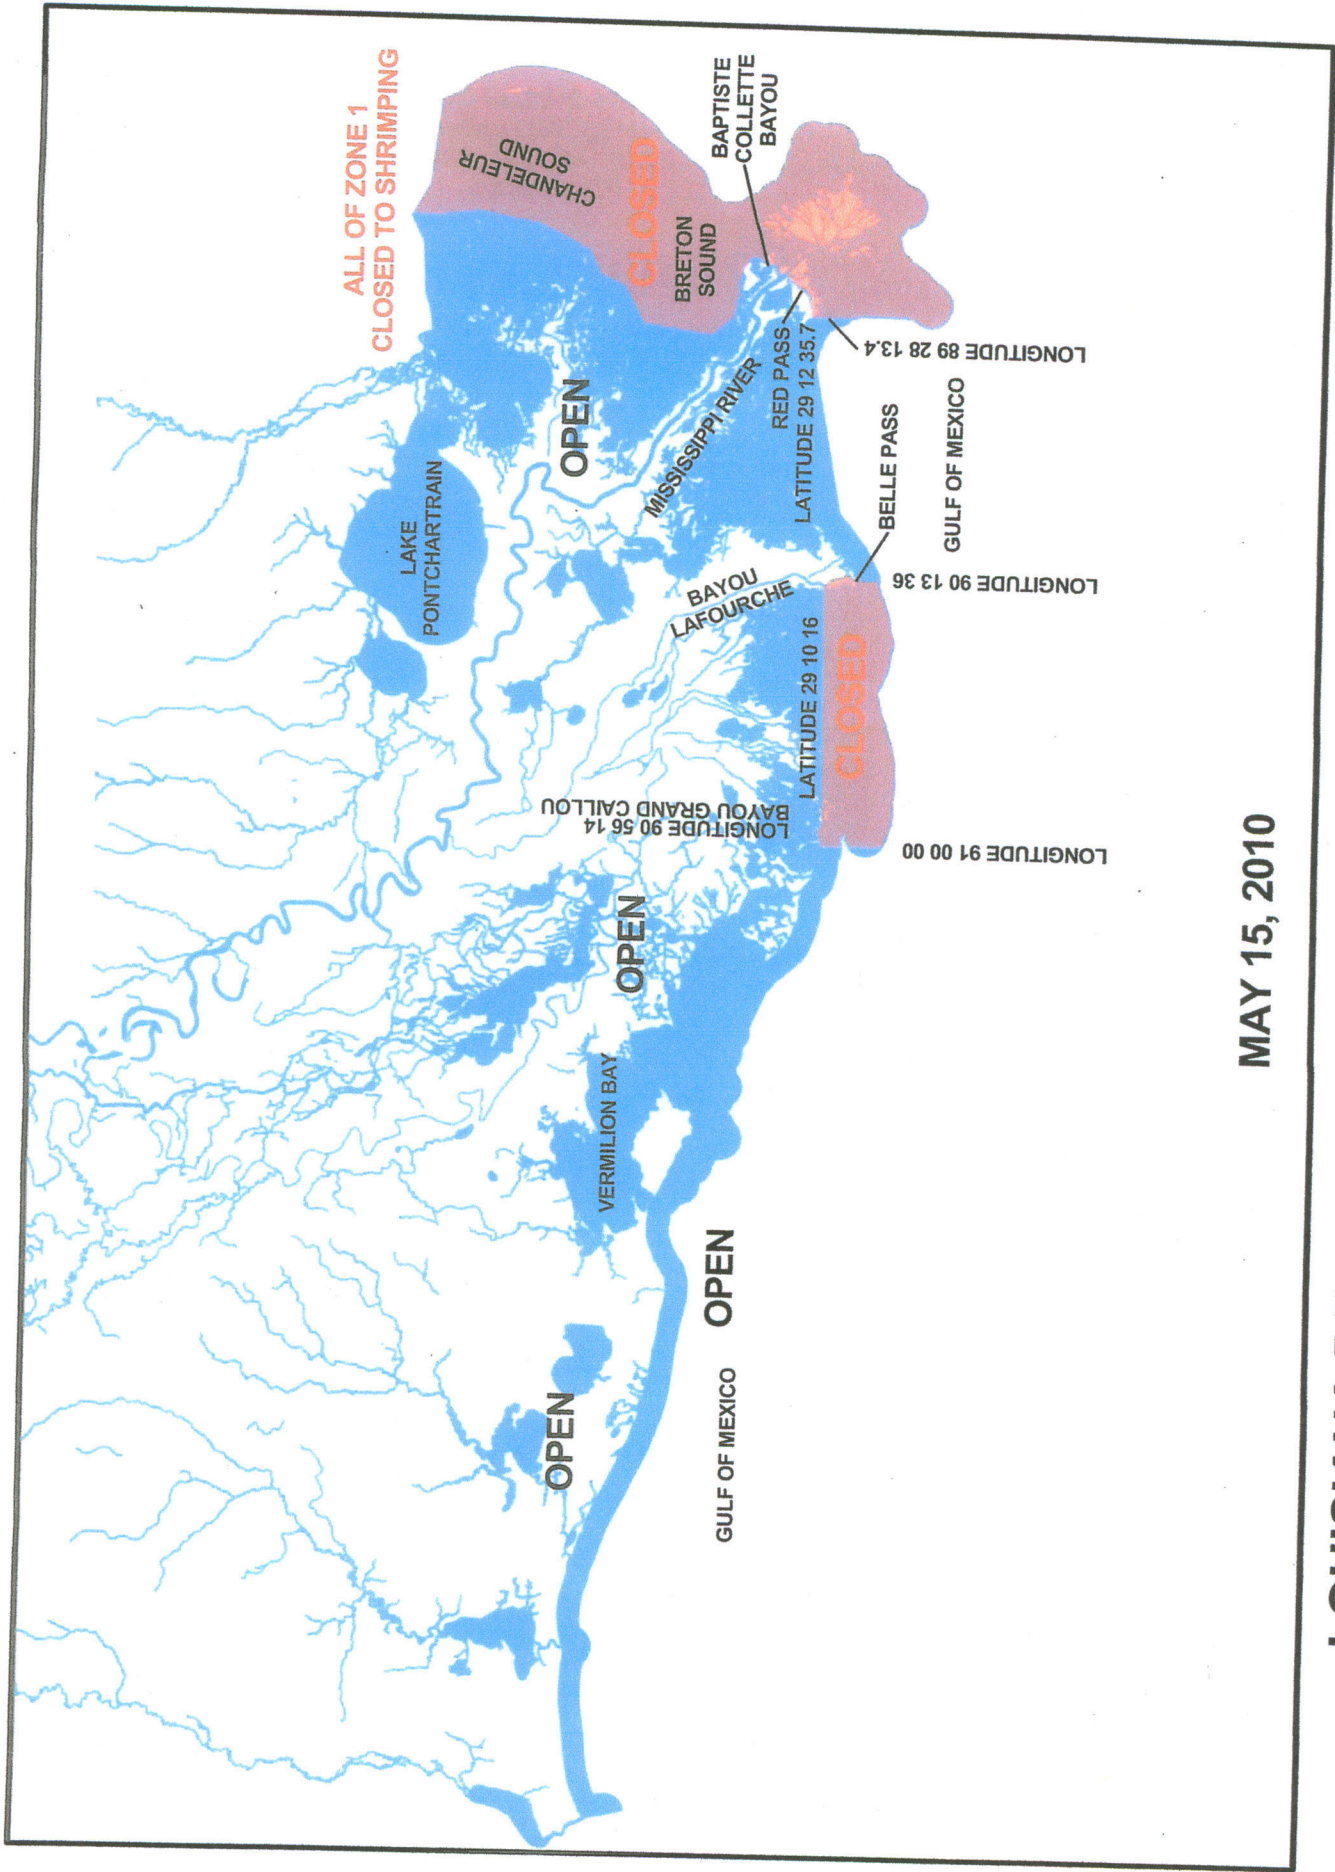 ALL OF ZONE 1
CLOSED TO SHRIMPING
CHANDELEUR
SOUND
CLOSED
BRETON
SOUND
BAPTISTE
COLLETTE
BAYOU
OPEN
LAKE
PONTCHARTRAIN
MISSISSIPPI RIVER
RED PASS
LATITUDE 29 12 35.7
LONGITUDE 89 28 13.4
BELLE PASS
GULF OF MEXICO
LONGITUDE 90 13 36
BAYOU
LAFOURCHE
LATITUDE 29 10 16
CLOSED
LONGITUDE 90 56 14
BAYOU GRAND CAILLOU
LONGITUDE 91 00 00
OPEN
VERMILION BAY
OPEN
GULF OF MEXICO
OPEN
MAY 15, 2010